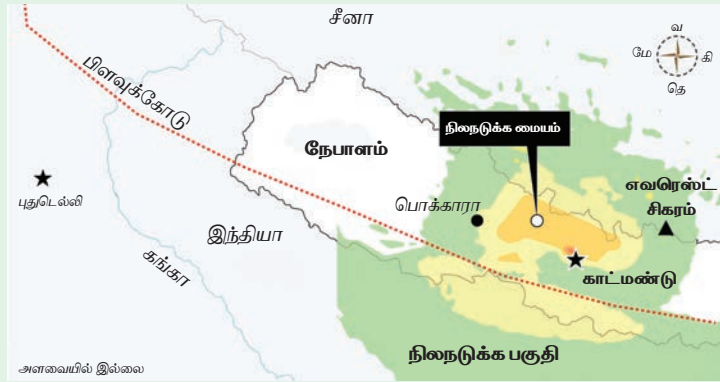 சீனா
வ
மே
கி
தெ
பிளவுக்கோடு
நிலநடுக்க மையம்
நேபாளம்
எவரெஸ்ட்
சிகரம்
புதுடெல்லி
பொக்காரா
இந்தியா
கங்கா
காட்மண்டு
நிலநடுக்க பகுதி
அளவையில் இல்லை